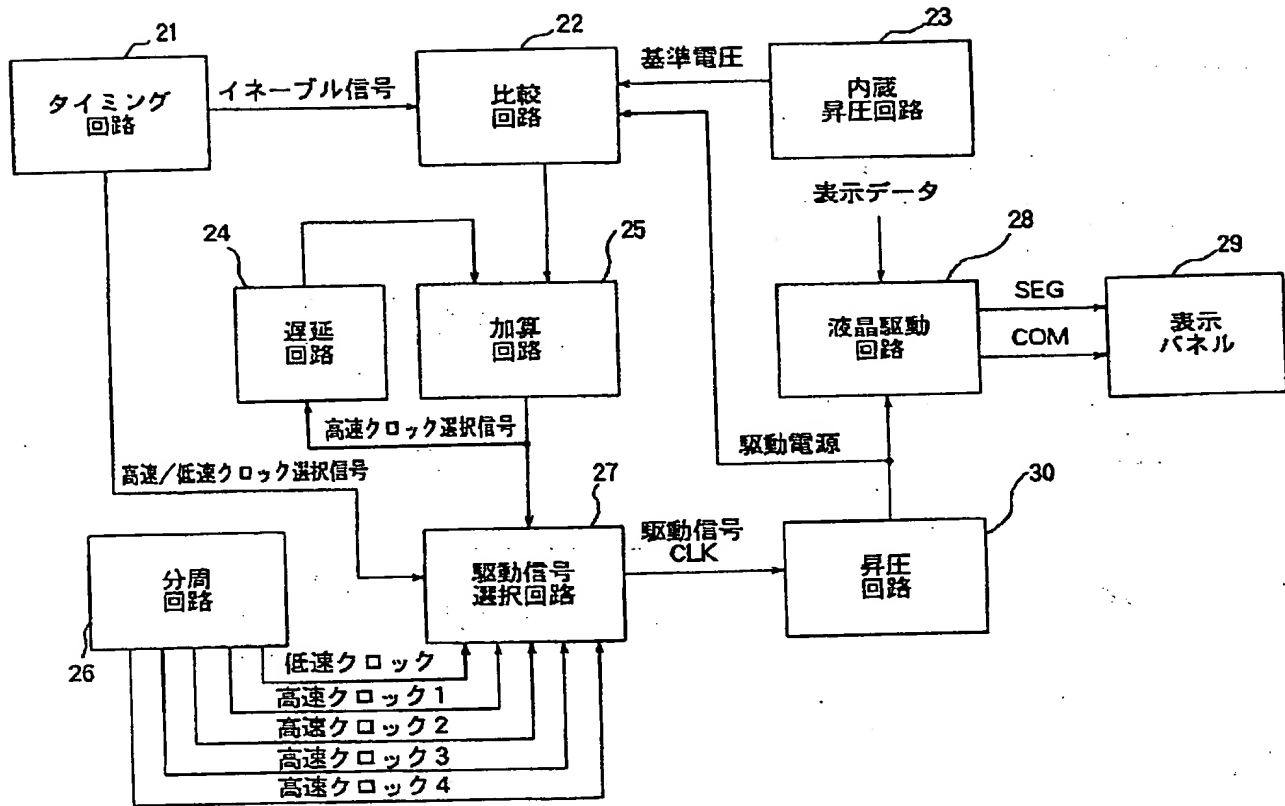 21
タイミング
回路
イネーブル信号
22
比較
回路
基準電圧
23
内蔵
昇圧回路
表示データ
24
遅延
回路
25
加算
回路
28
液晶駆動
回路
SEG
COM
29
表示
パネル
高速クロック選択信号
高速/低速クロック選択信号
駆動電源
26
分周
回路
27
駆動信号
選択回路
駆動信号
CLK
30
昇圧
回路
低速クロック
高速クロック1
高速クロック2
高速クロック3
高速クロック4